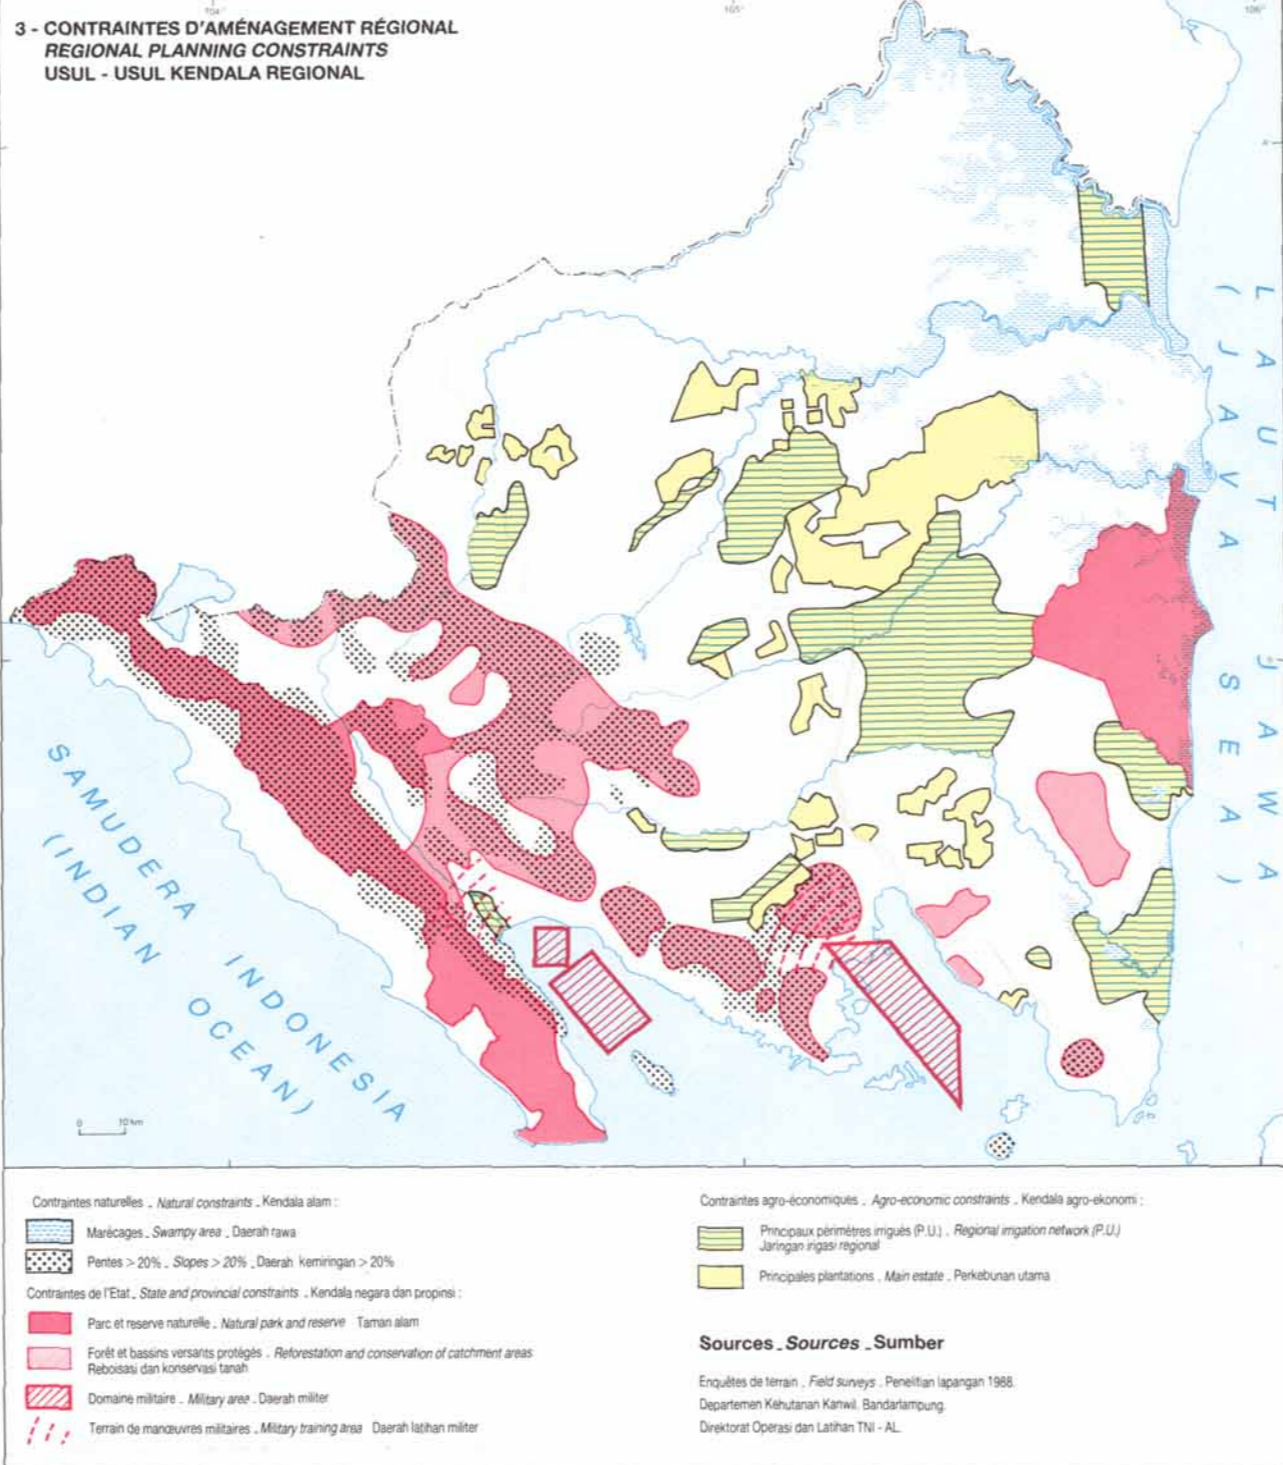 104°
105°
106°
3 - CONTRAINTES D'AMÉNAGEMENT RÉGIONAL
REGIONAL PLANNING CONSTRAINTS
USUL - USUL KENDALA REGIONAL
LAUT JAWA
(JAVA SEA)
SAMUDERA INDONESIA
(INDIAN OCEAN)
0 10 km
Contraintes naturelles - Natural constraints - Kendala alam :
Marécages - Swampy area - Daerah rawa
Pentes > 20% - Slopes > 20% - Daerah kemiringan > 20%
Contraintes de l'Etat - State and provincial constraints - Kendala negara dan propinsi :
Parc et reserve naturelle - Natural park and reserve Taman alam
Forêt et bassins versants protégés - Reforestation and conservation of catchment areas
Reboisasi dan konservasi tanah
Domaine militaire - Military area - Daerah militer
Terrain de manœuvres militaires - Military training area Daerah latihan militer
Contraintes agro-économiques - Agro-economic constraints - Kendala agro-ekonomi :
Principaux périmètres irrigués (P.U.) - Regional irrigation network (P.U.)
Jaringan irigasi regional
Principales plantations - Main estate - Perkebunan utama
Sources - Sources - Sumber
Enquêtes de terrain - Field surveys - Penelitian lapangan 1988.
Departemen Kehutanan Kanwil. Bandarlampung.
Direktorat Operasi dan Latihan TNI - AL.